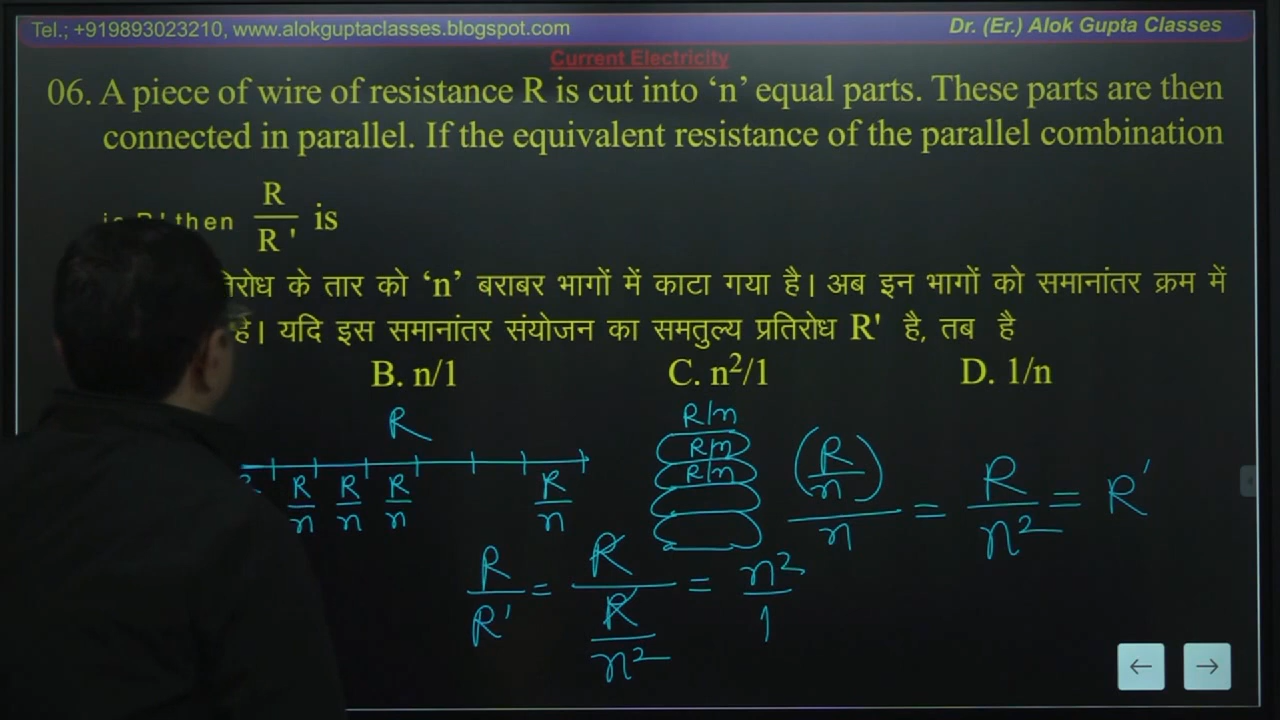 Tel.; +919893023210, www.alokguptaclasses.blogspot.com
Dr. (Er.) Alok Gupta Classes
Current Electricity
06. A piece of wire of resistance R is cut into ‘n’ equal parts. These parts are then
connected in parallel. If the equivalent resistance of the parallel combination
then R/R' is
के तार को ‘n’ बराबर भागों में काटा गया है। अब इन भागों को समानांतर क्रम में
है। यदि इस समानांतर संयोजन का समतुल्य प्रतिरोध R' है, तब है
B. n/1 C. n²/1 D. 1/n
R
R/n R/n R/n R/n
R/n
R/n
R/n
(R/n)/n = R/n² = R'
R/R' = R/(R/n²) = n²/1